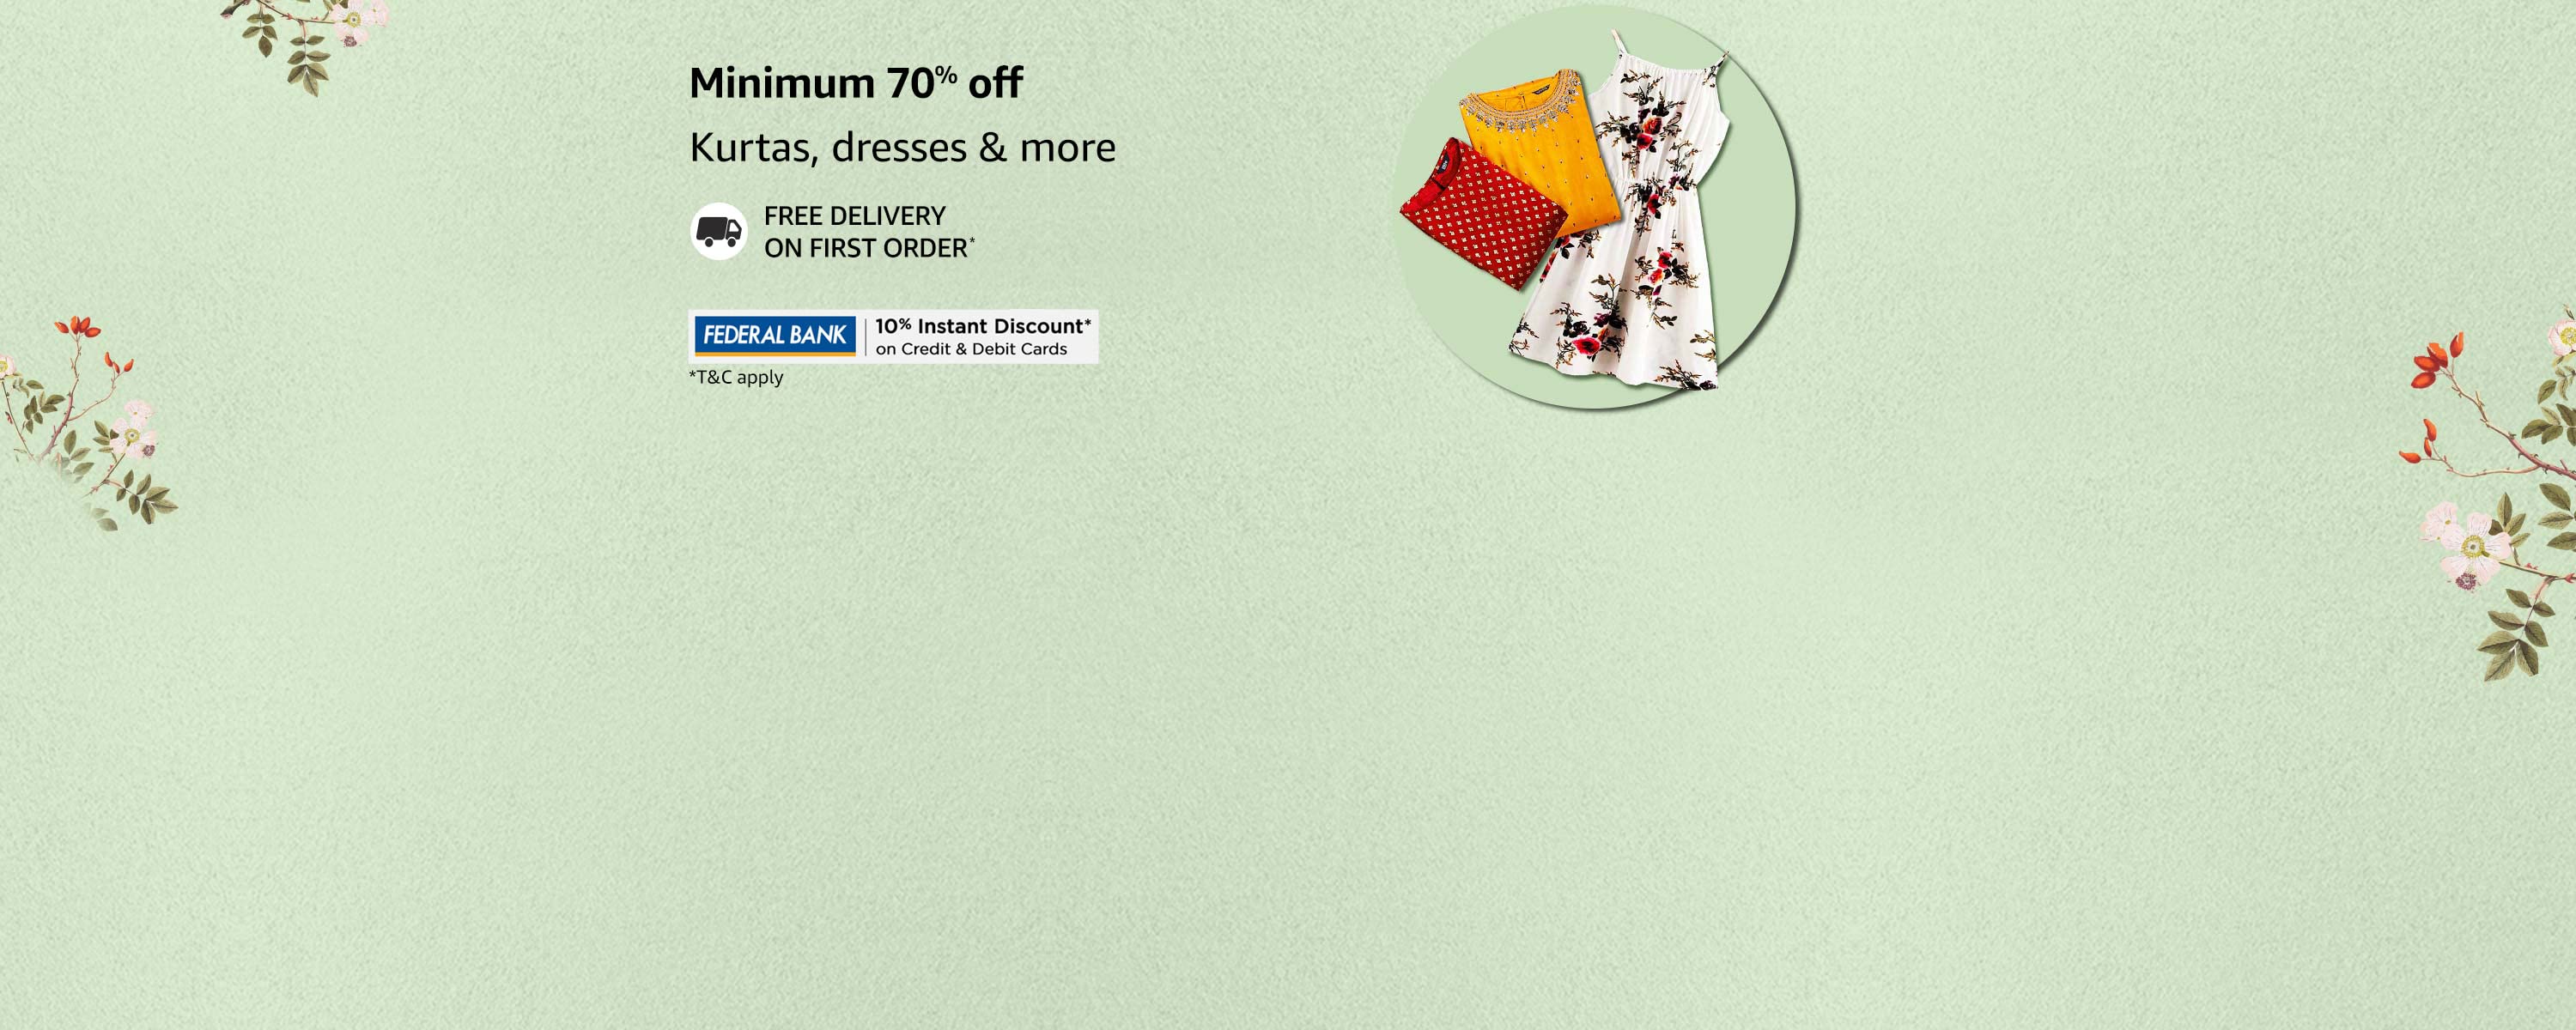 Minimum 70% off
Kurtas, dresses & more
FREE DELIVERY
ON FIRST ORDER*
FEDERAL BANK
10% Instant Discount*
on Credit & Debit Cards
*T&C apply